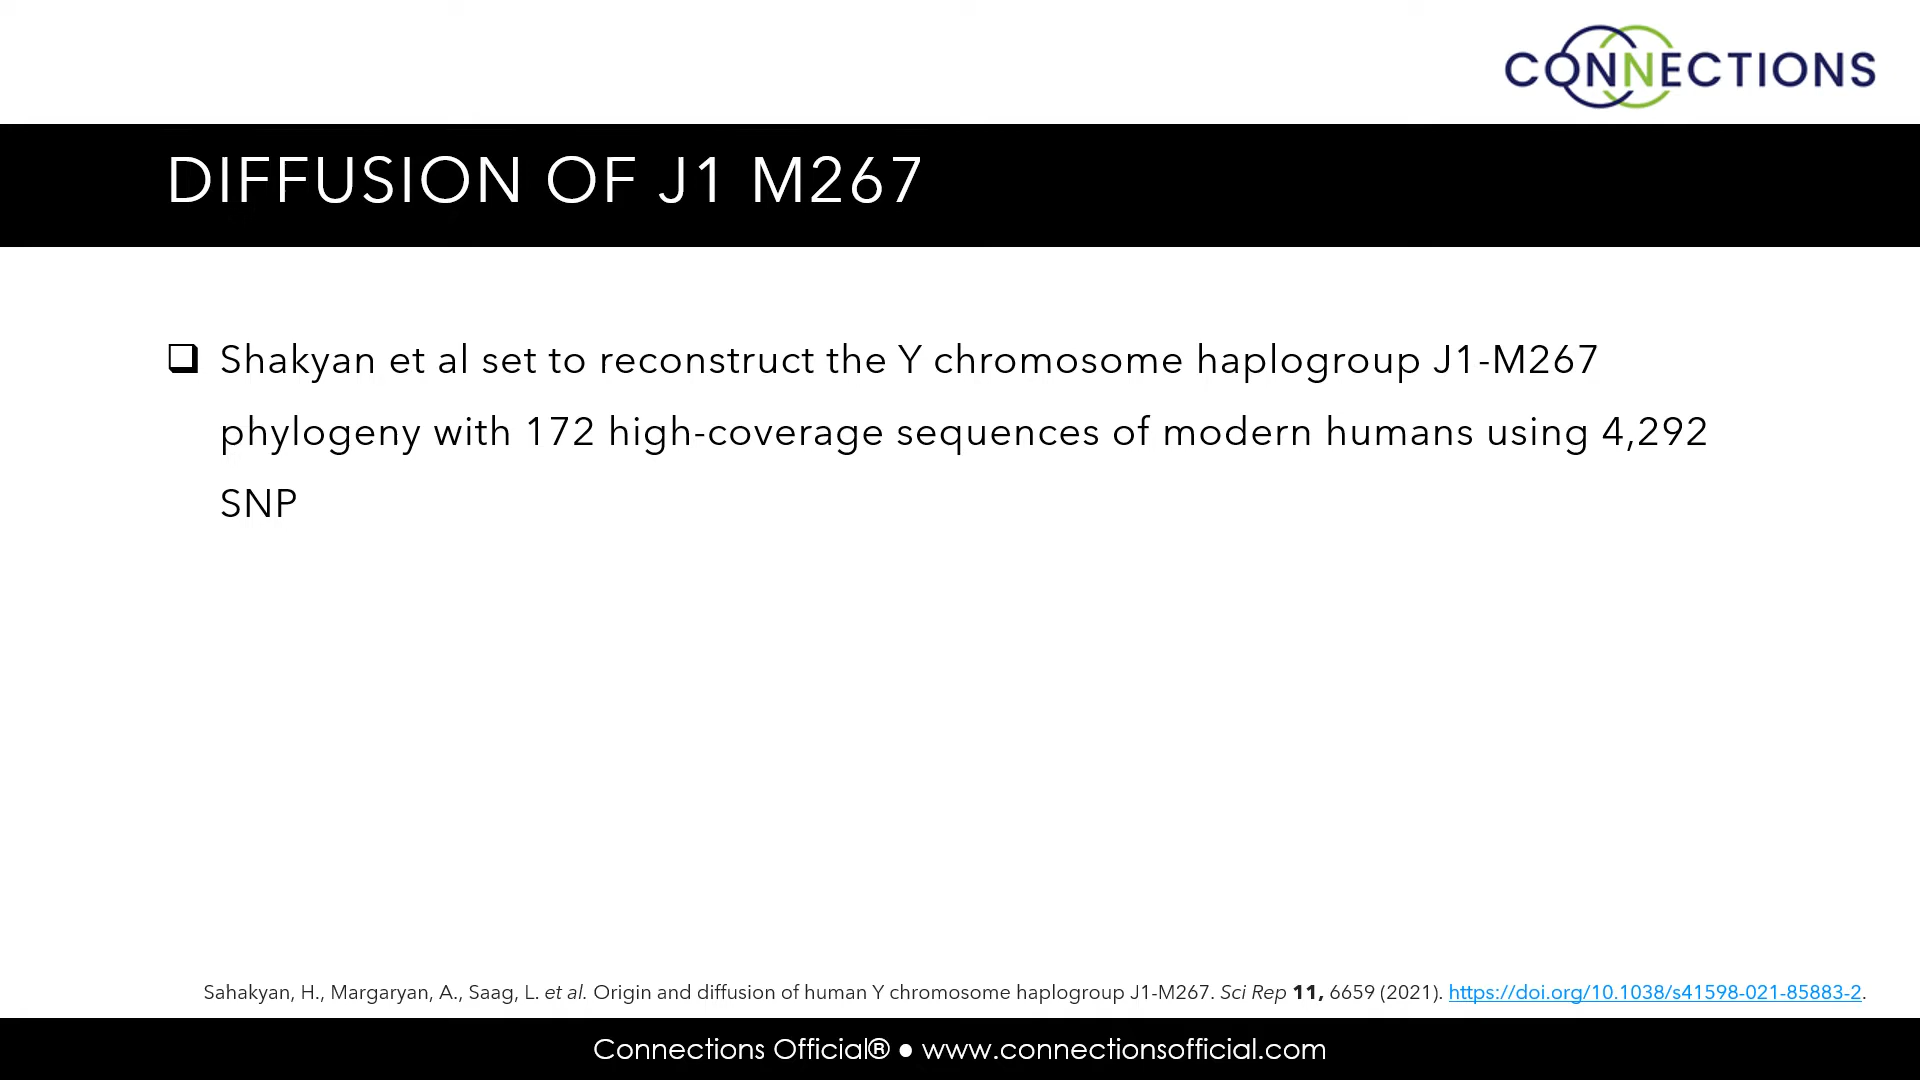 CONNECTIONS
DIFFUSION OF J1 M267
Shakyan et al set to reconstruct the Y chromosome haplogroup J1-M267
phylogeny with 172 high-coverage sequences of modern humans using 4,292
SNP
Sahakyan, H., Margaryan, A., Saag, L. et al. Origin and diffusion of human Y chromosome haplogroup J1-M267. Sci Rep 11, 6659 (2021). https://doi.org/10.1038/s41598-021-85883-2.
Connections Official® ● www.connectionsofficial.com